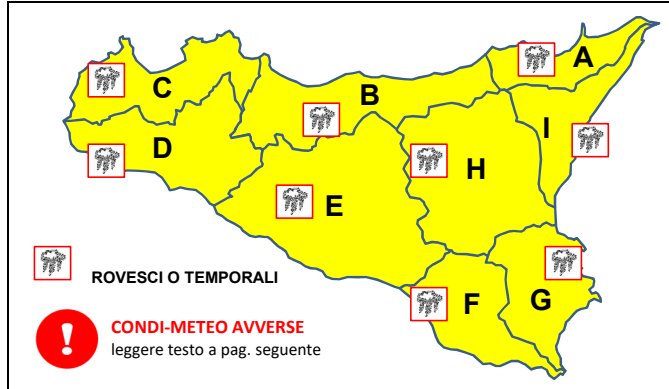 A
C
B
I
D
H
E
F
G
ROVESCI O TEMPORALI
CONDI-METEO AVVERSE
leggere testo a pag. seguente